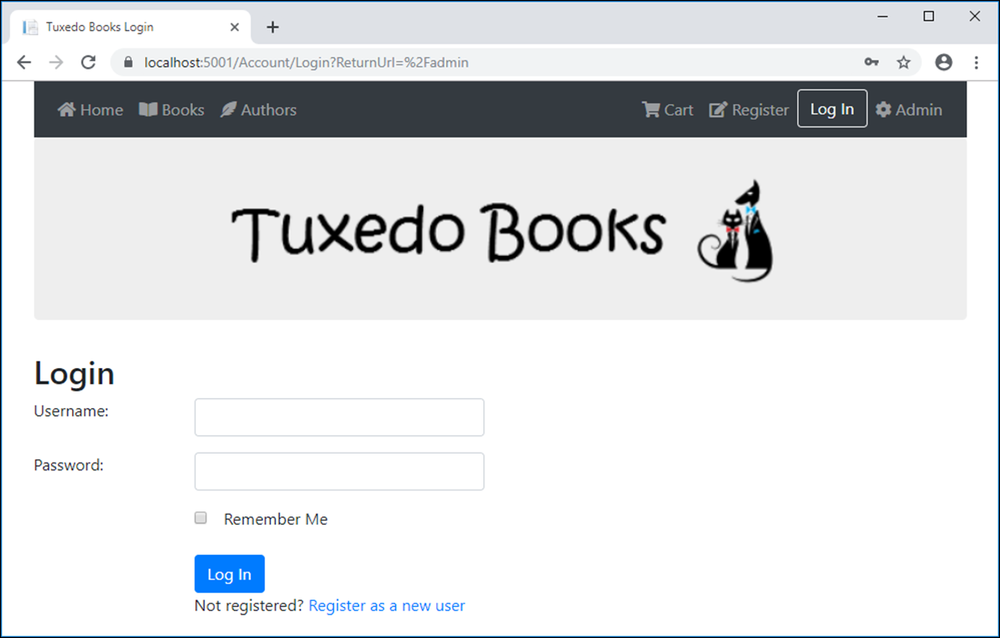 Tuxedo Books Login
localhost:5001/Account/Login?ReturnUrl=%2Fadmin
Home Books Authors Cart Register Log In Admin
Tuxedo Books
Login
Username:
Password:
Remember Me
Log In
Not registered? Register as a new user